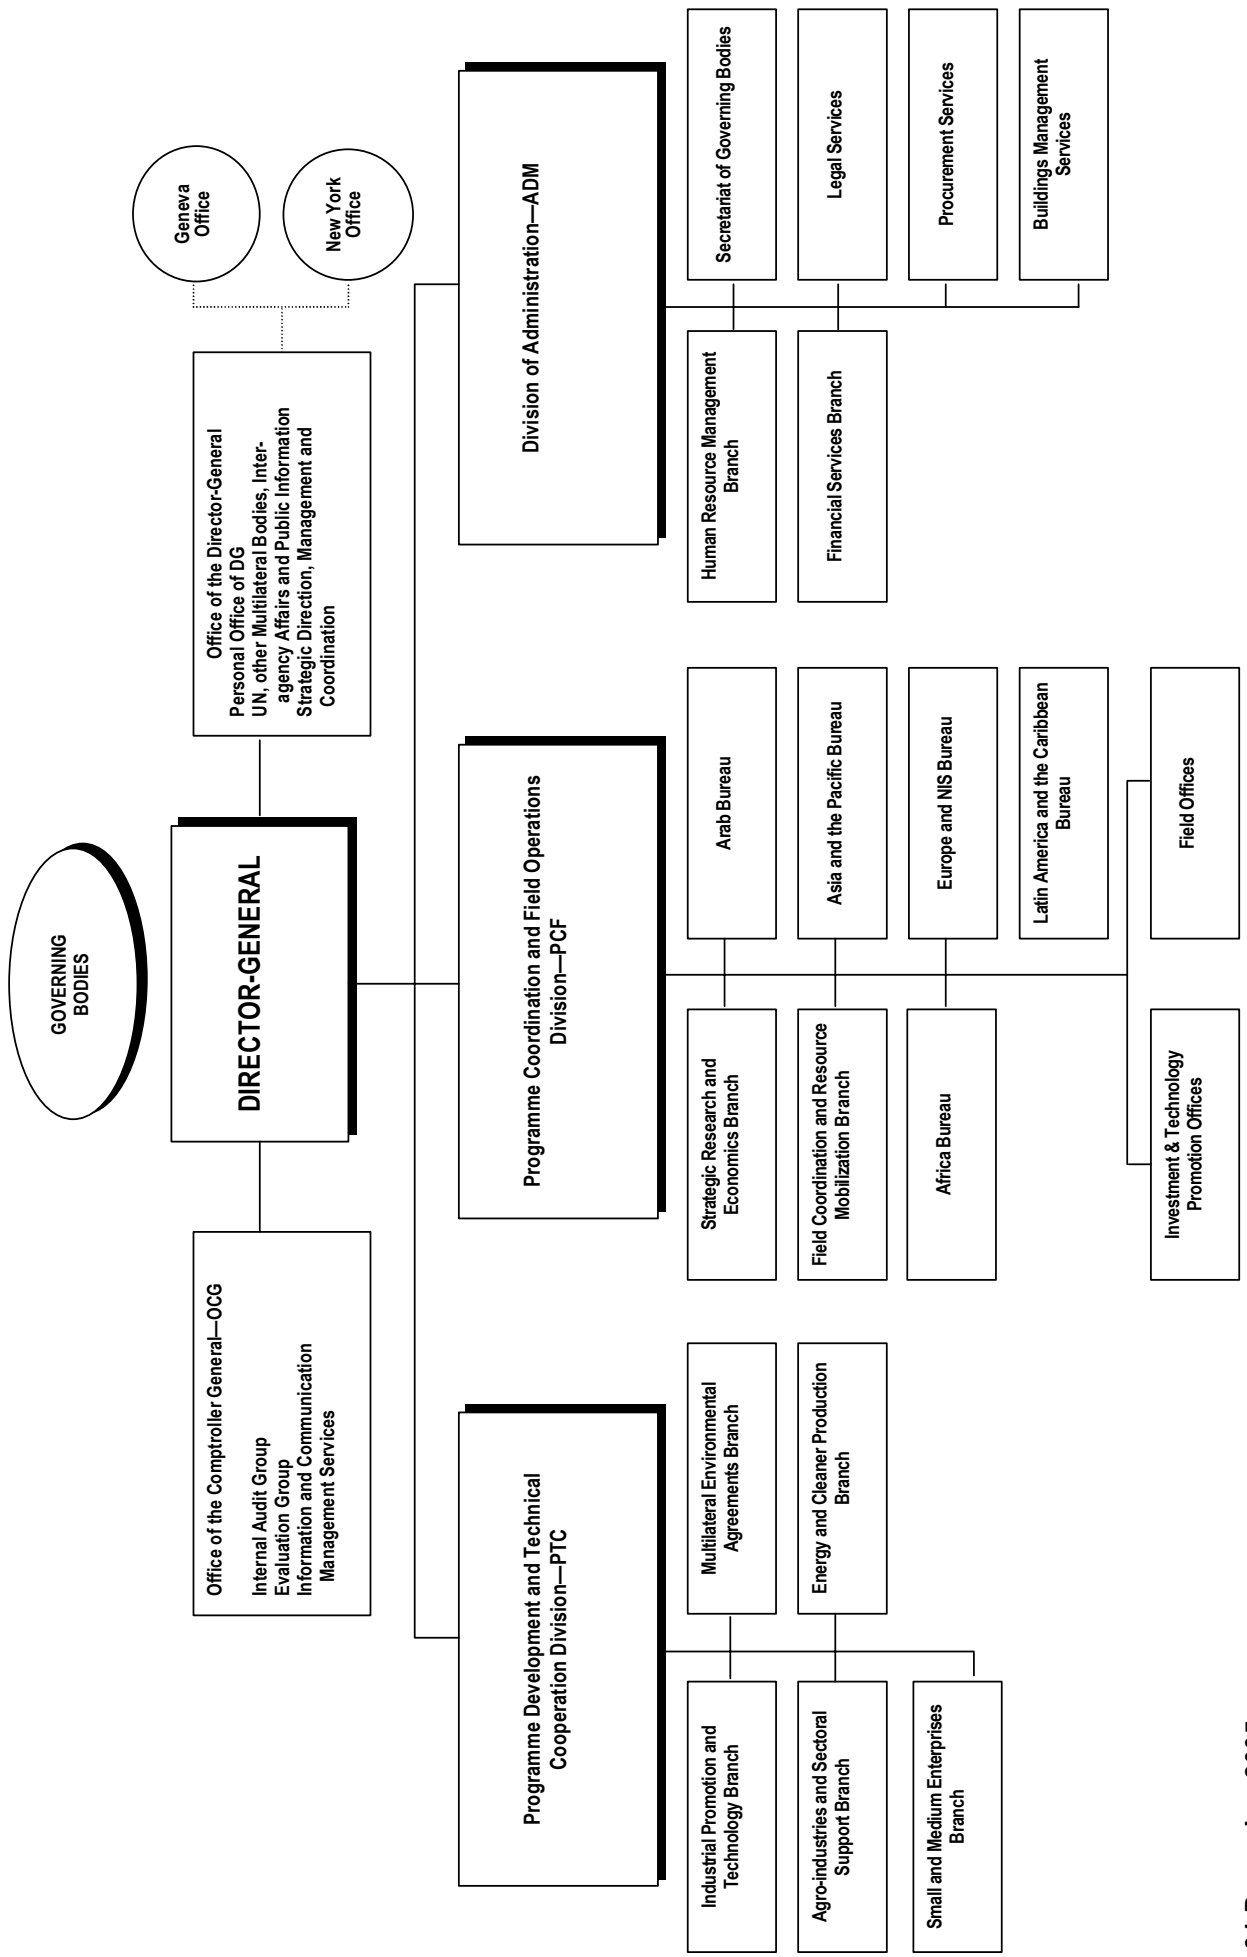 GOVERNING
BODIES
DIRECTOR-GENERAL
Office of the Comptroller General—OCG
Internal Audit Group
Evaluation Group
Information and Communication
Management Services
Office of the Director-General
Personal Office of DG
UN, other Multilateral Bodies, Inter-
agency Affairs and Public Information
Strategic Direction, Management and
Coordination
Geneva
Office
New York
Office
Programme Development and Technical
Cooperation Division—PTC
Industrial Promotion and
Technology Branch
Multilateral Environmental
Agreements Branch
Agro-industries and Sectoral
Support Branch
Energy and Cleaner Production
Branch
Small and Medium Enterprises
Branch
Programme Coordination and Field Operations
Division—PCF
Strategic Research and
Economics Branch
Arab Bureau
Field Coordination and Resource
Mobilization Branch
Asia and the Pacific Bureau
Africa Bureau
Europe and NIS Bureau
Latin America and the Caribbean
Bureau
Investment & Technology
Promotion Offices
Field Offices
Division of Administration—ADM
Human Resource Management
Branch
Secretariat of Governing Bodies
Financial Services Branch
Legal Services
Procurement Services
Buildings Management
Services